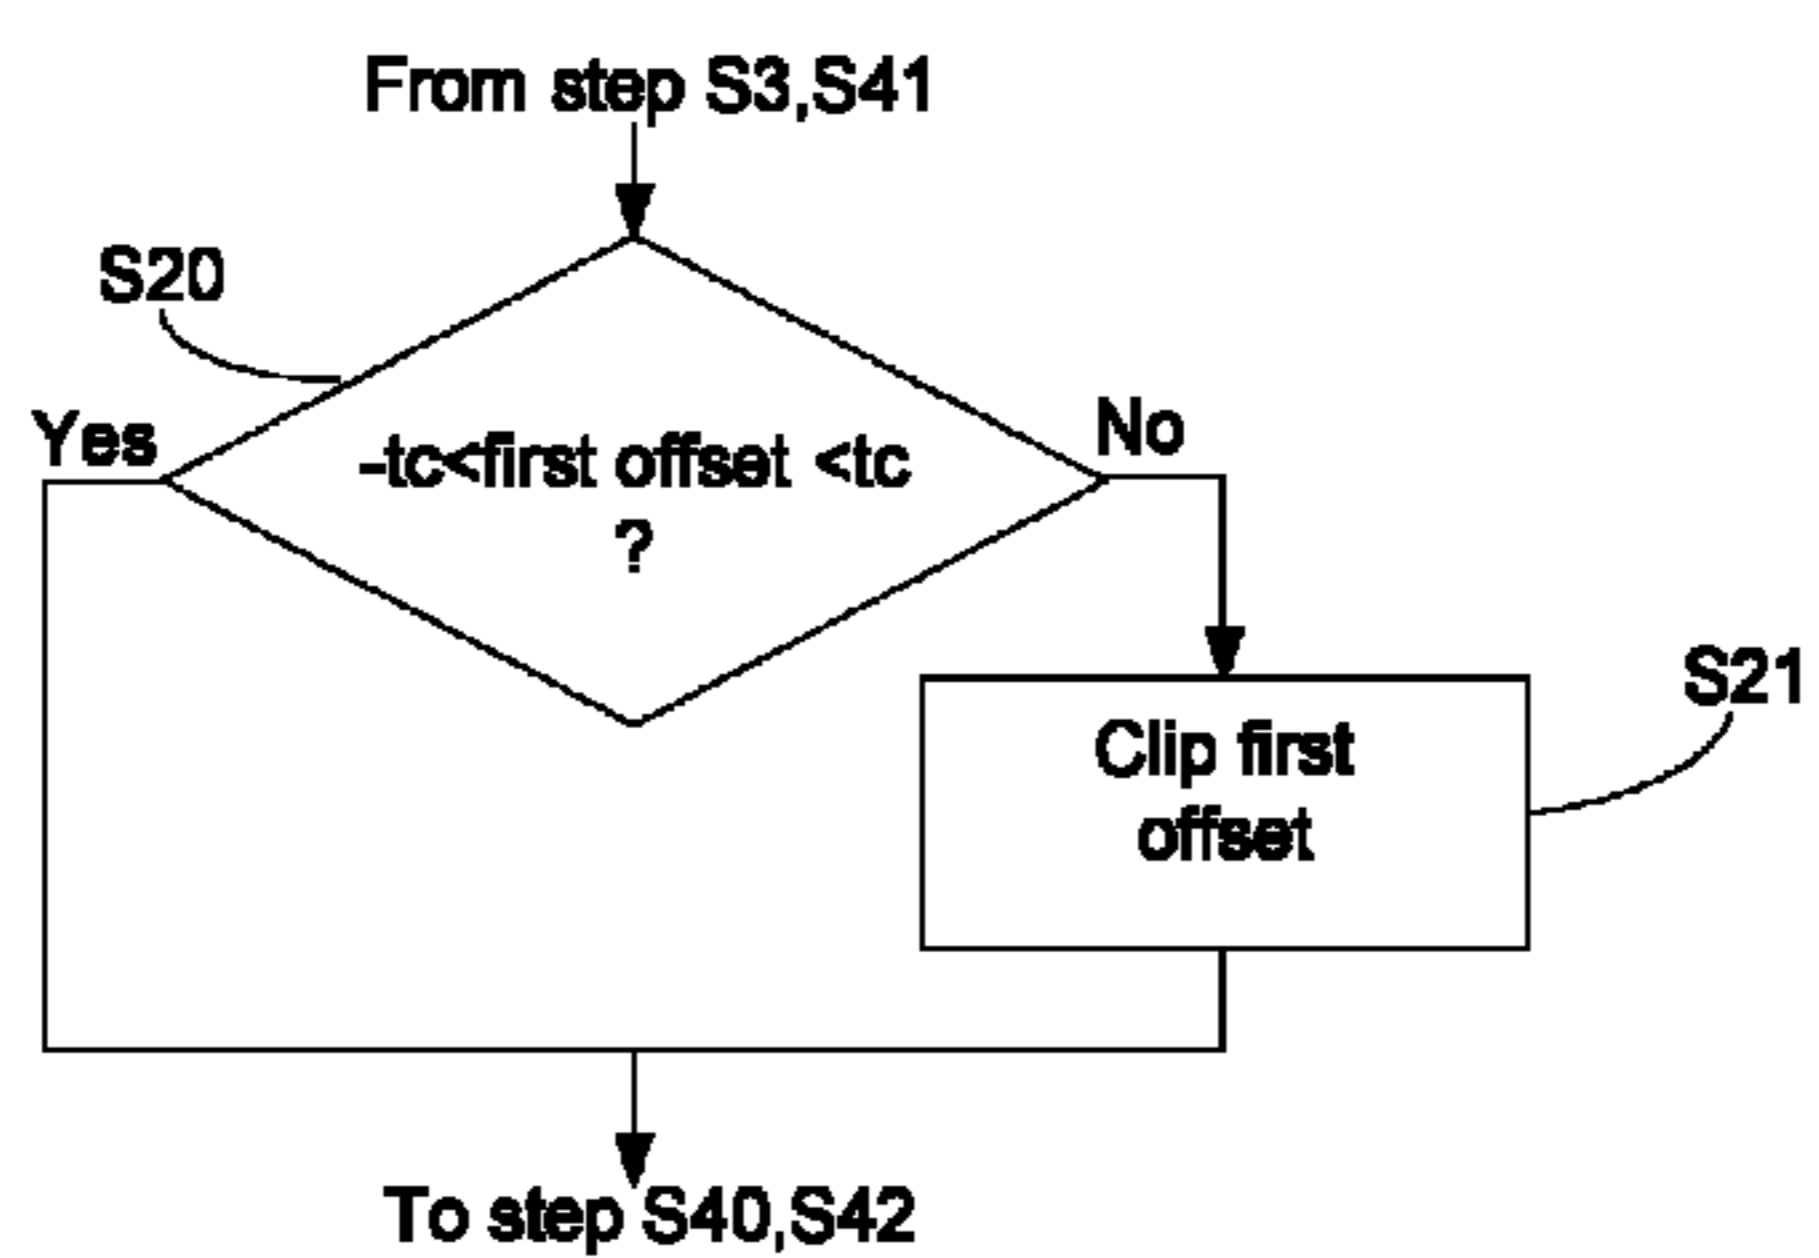 From step S3,S41
S20
Yes
No
-tc<first offset <tc
?
S21
Clip first
offset
To step S40,S42